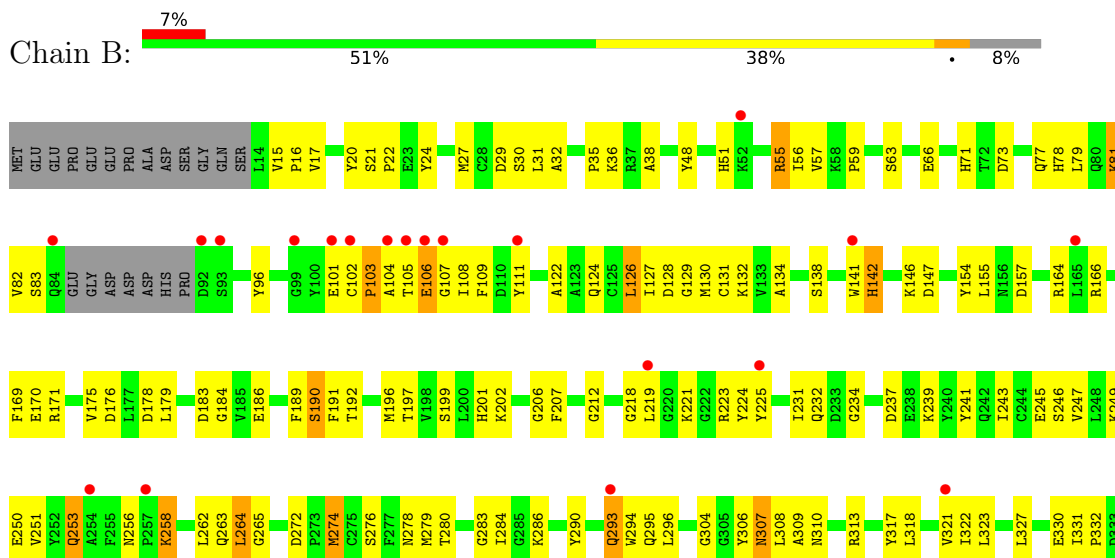 7%
Chain B:
51% 38% • 8%
MET GLU GLU PRO GLU GLU PRO ALA ASP SER GLY GLN SER L14 V15 P16 V17 Y20 S21 P22 E23 Y24 M27 C28 D29 S30 L31 A32 P35 K36 R37 A38 Y48 H51 K52 R55 I56 V57 K58 P59 S63 E66 H71 T72 D73 Q77 H78 L79 Q80 K81
V82 S83 Q84 GLU GLY ASP ASP ASP HIS PRO D92 S93 Y96 G99 Y100 E101 C102 P103 A104 T105 E106 G107 I108 F109 D110 Y111 A122 A123 Q124 C125 L126 I127 D128 G129 M130 C131 K132 V133 A134 S138 W141 H142 K146 D147 Y154 L155 N156 D157 R164 L165 R166
F169 E170 R171 V175 D176 L177 D178 L179 D183 G184 V185 E186 F189 S190 F191 T192 M196 T197 V198 S199 L200 H201 K202 G206 F207 G212 G218 L219 G220 K221 G222 R223 Y224 Y225 I231 Q232 D233 G234 D237 E238 K239 Y240 Y241 Q242 I243 C244 E245 S246 V247 L248 K249
E250 V251 Y252 Q253 A254 F255 N256 P257 K258 L262 Q263 L264 G265 D272 P273 M274 C275 S276 F277 N278 M279 T280 G283 I284 G285 K286 Y290 Q293 W294 Q295 L296 G304 G305 Y306 N307 L308 A309 N310 R313 Y317 L318 V321 I322 L323 L327 E330 I331 P332